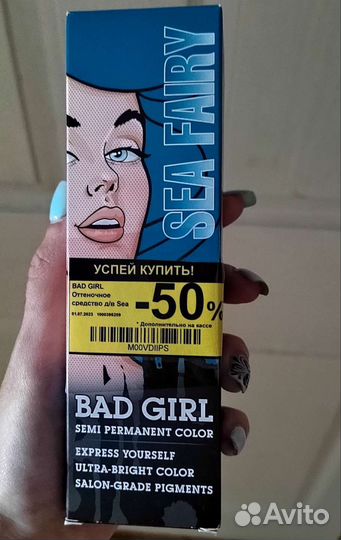 SEA FAIRY
УСПЕЙ КУПИТЬ!
BAD GIRL
Оттеночное
средство д/в Sea
-50%
01.07.2023 1000396259
* Дополнительно на кассе
M00VDIIPS
BAD GIRL
SEMI PERMANENT COLOR
EXPRESS YOURSELF
ULTRA-BRIGHT COLOR
SALON-GRADE PIGMENTS
Avito